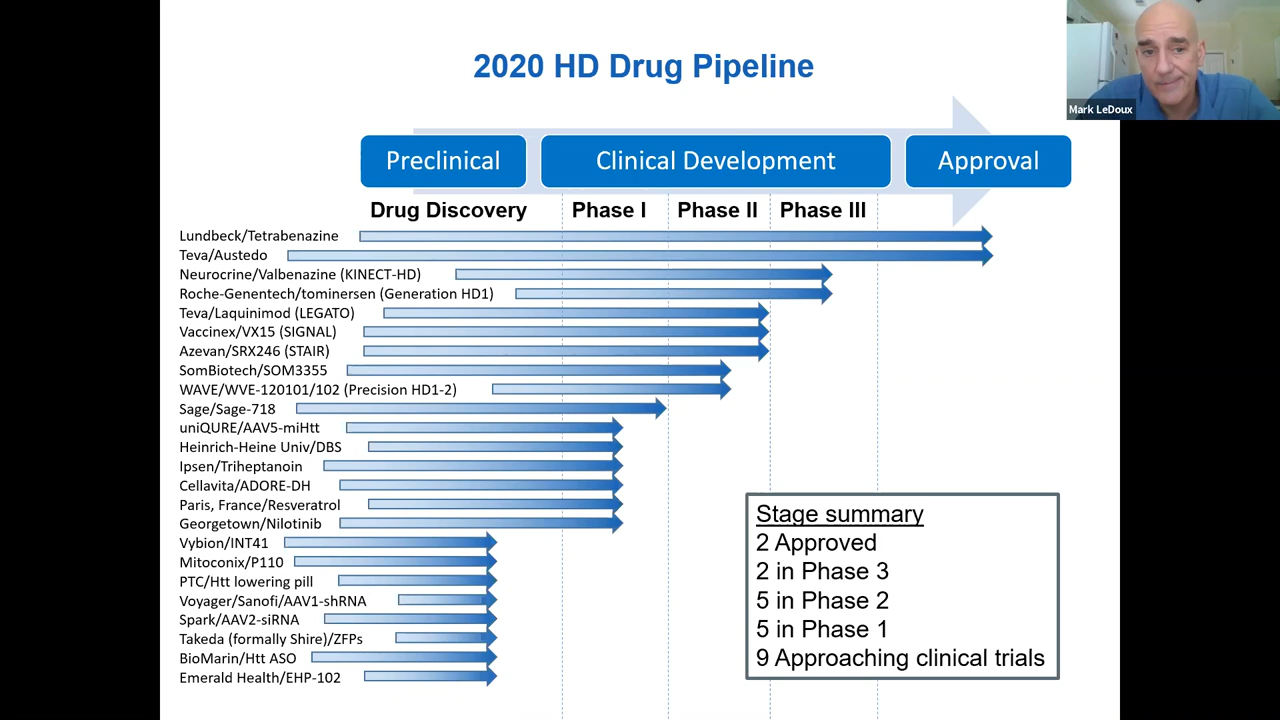 2020 HD Drug Pipeline
Mark LeDoux
Preclinical
Clinical Development
Approval
Drug Discovery
Phase I
Phase II
Phase III
Lundbeck/Tetrabenazine
Teva/Austedo
Neurocrine/Valbenazine (KINECT-HD)
Roche-Genentech/tominersen (Generation HD1)
Teva/Laquinimod (LEGATO)
Vaccinex/VX15 (SIGNAL)
Azevan/SRX246 (STAIR)
SomBiotech/SOM3355
WAVE/WVE-120101/102 (Precision HD1-2)
Sage/Sage-718
uniQURE/AAV5-miHtt
Heinrich-Heine Univ/DBS
Ipsen/Triheptanoin
Cellavita/ADORE-DH
Paris, France/Resveratrol
Georgetown/Nilotinib
Vybion/INT41
Mitoconix/P110
PTC/Htt lowering pill
Voyager/Sanofi/AAV1-shRNA
Spark/AAV2-siRNA
Takeda (formally Shire)/ZFPs
BioMarin/Htt ASO
Emerald Health/EHP-102
Stage summary
2 Approved
2 in Phase 3
5 in Phase 2
5 in Phase 1
9 Approaching clinical trials